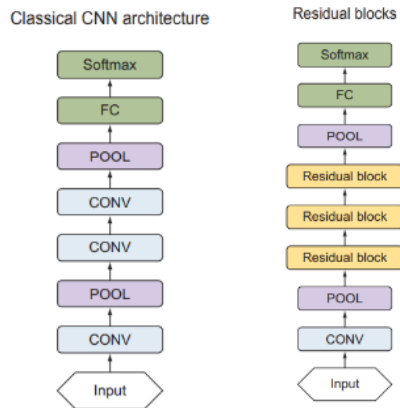 Classical CNN architecture
Softmax
FC
POOL
CONV
CONV
POOL
CONV
Input
Residual blocks
Softmax
FC
POOL
Residual block
Residual block
Residual block
POOL
CONV
Input